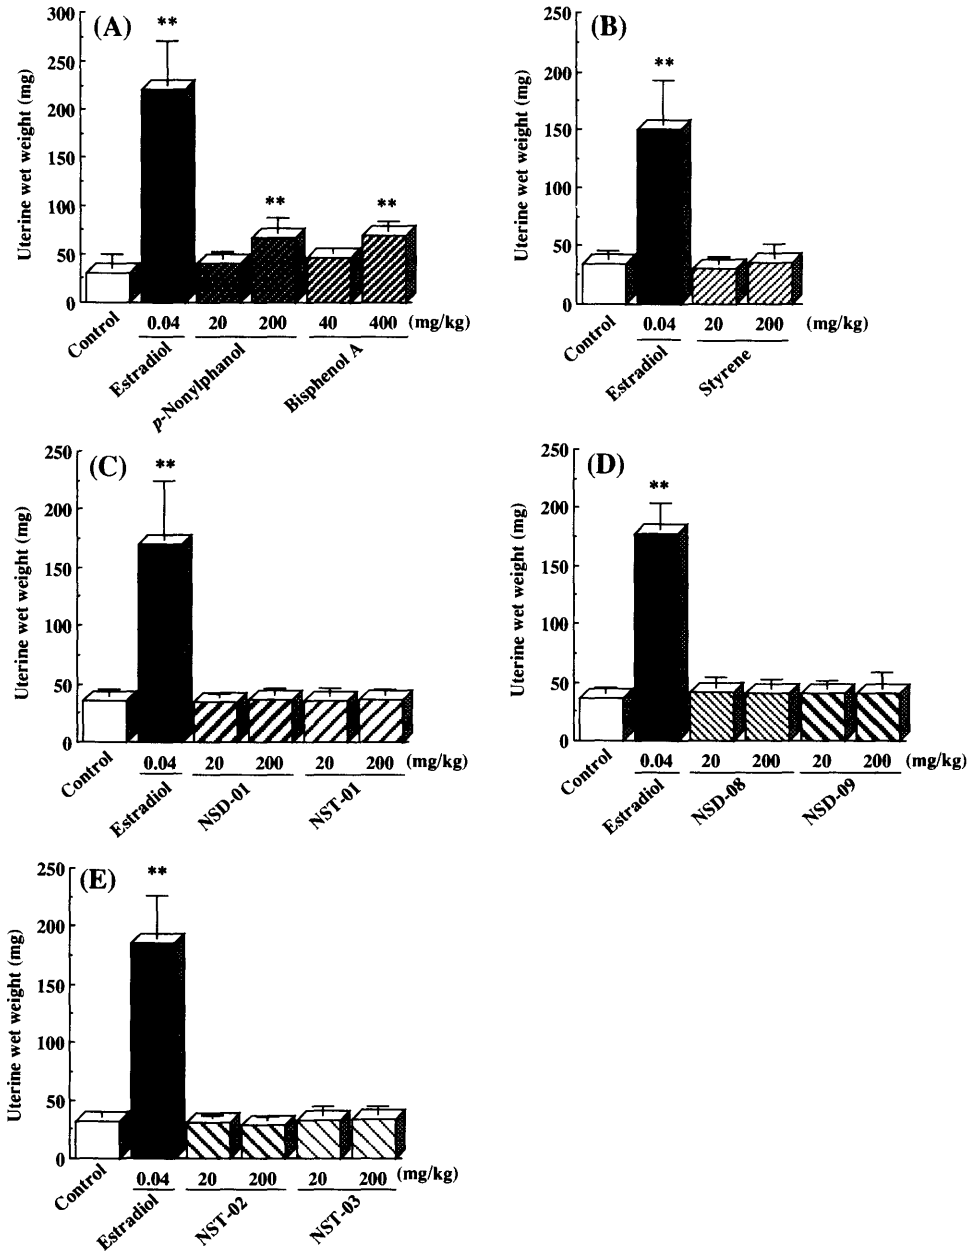 (A)
Uterine wet weight (mg)
300
250
200
150
100
50
0
**
**
**
Control
0.04
20
200
40
400
(mg/kg)
Estradiol
p-Nonylphanol
Bisphenol A
(B)
Uterine wet weight (mg)
250
200
150
100
50
0
**
Control
0.04
20
200
(mg/kg)
Estradiol
Styrene
(C)
Uterine wet weight (mg)
250
200
150
100
50
0
**
Control
0.04
20
200
20
200
(mg/kg)
Estradiol
NSD-01
NST-01
(D)
Uterine wet weight (mg)
250
200
150
100
50
0
**
Control
0.04
20
200
20
200
(mg/kg)
Estradiol
NSD-08
NSD-09
(E)
Uterine wet weight (mg)
250
200
150
100
50
0
**
Control
0.04
20
200
20
200
(mg/kg)
Estradiol
NST-02
NST-03